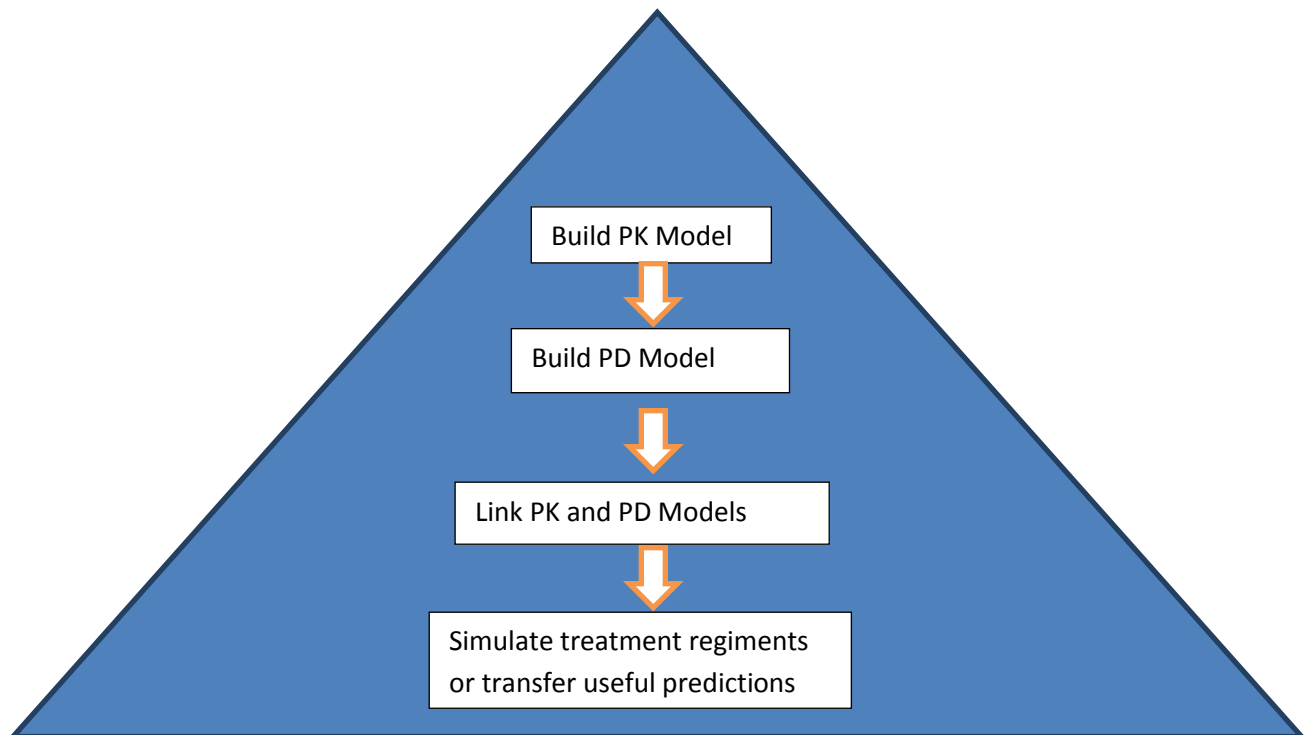 Build PK Model
Build PD Model
Link PK and PD Models
Simulate treatment regiments
or transfer useful predictions